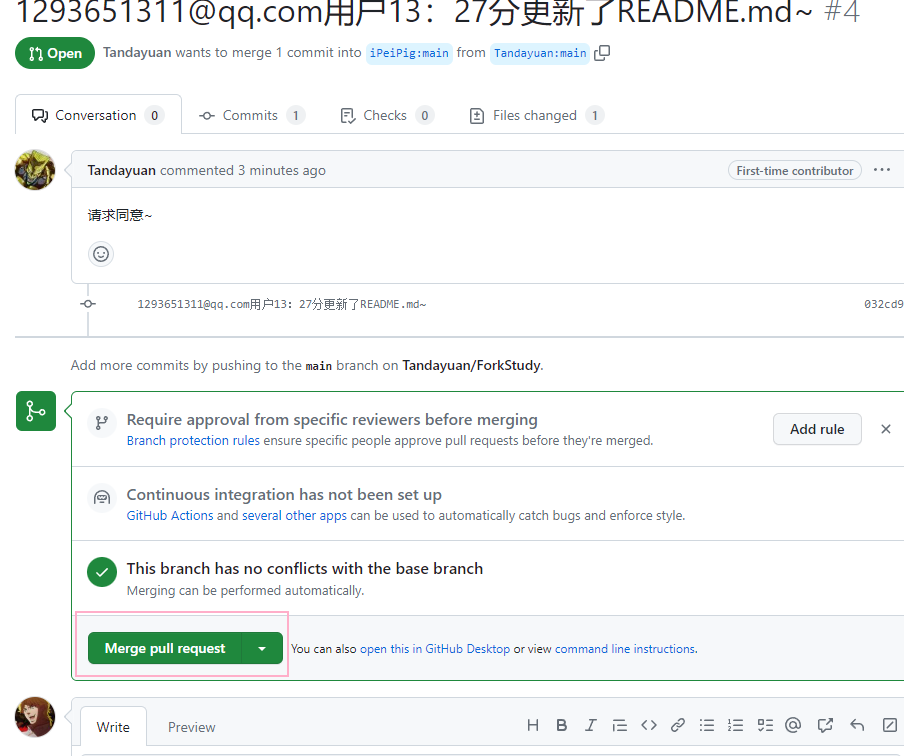 1293651311@qq.com用户13：27分更新了README.md~ #4
Open Tandayuan wants to merge 1 commit into iPeiPig:main from Tandayuan:main
Conversation 0 Commits 1 Checks 0 Files changed 1
Tandayuan commented 3 minutes ago First-time contributor ...
请求同意~
1293651311@qq.com用户13：27分更新了README.md~ 032cd9
Add more commits by pushing to the main branch on Tandayuan/ForkStudy.
Require approval from specific reviewers before merging
Branch protection rules ensure specific people approve pull requests before they're merged.
Add rule
Continuous integration has not been set up
GitHub Actions and several other apps can be used to automatically catch bugs and enforce style.
This branch has no conflicts with the base branch
Merging can be performed automatically.
Merge pull request You can also open this in GitHub Desktop or view command line instructions.
Write Preview H B I